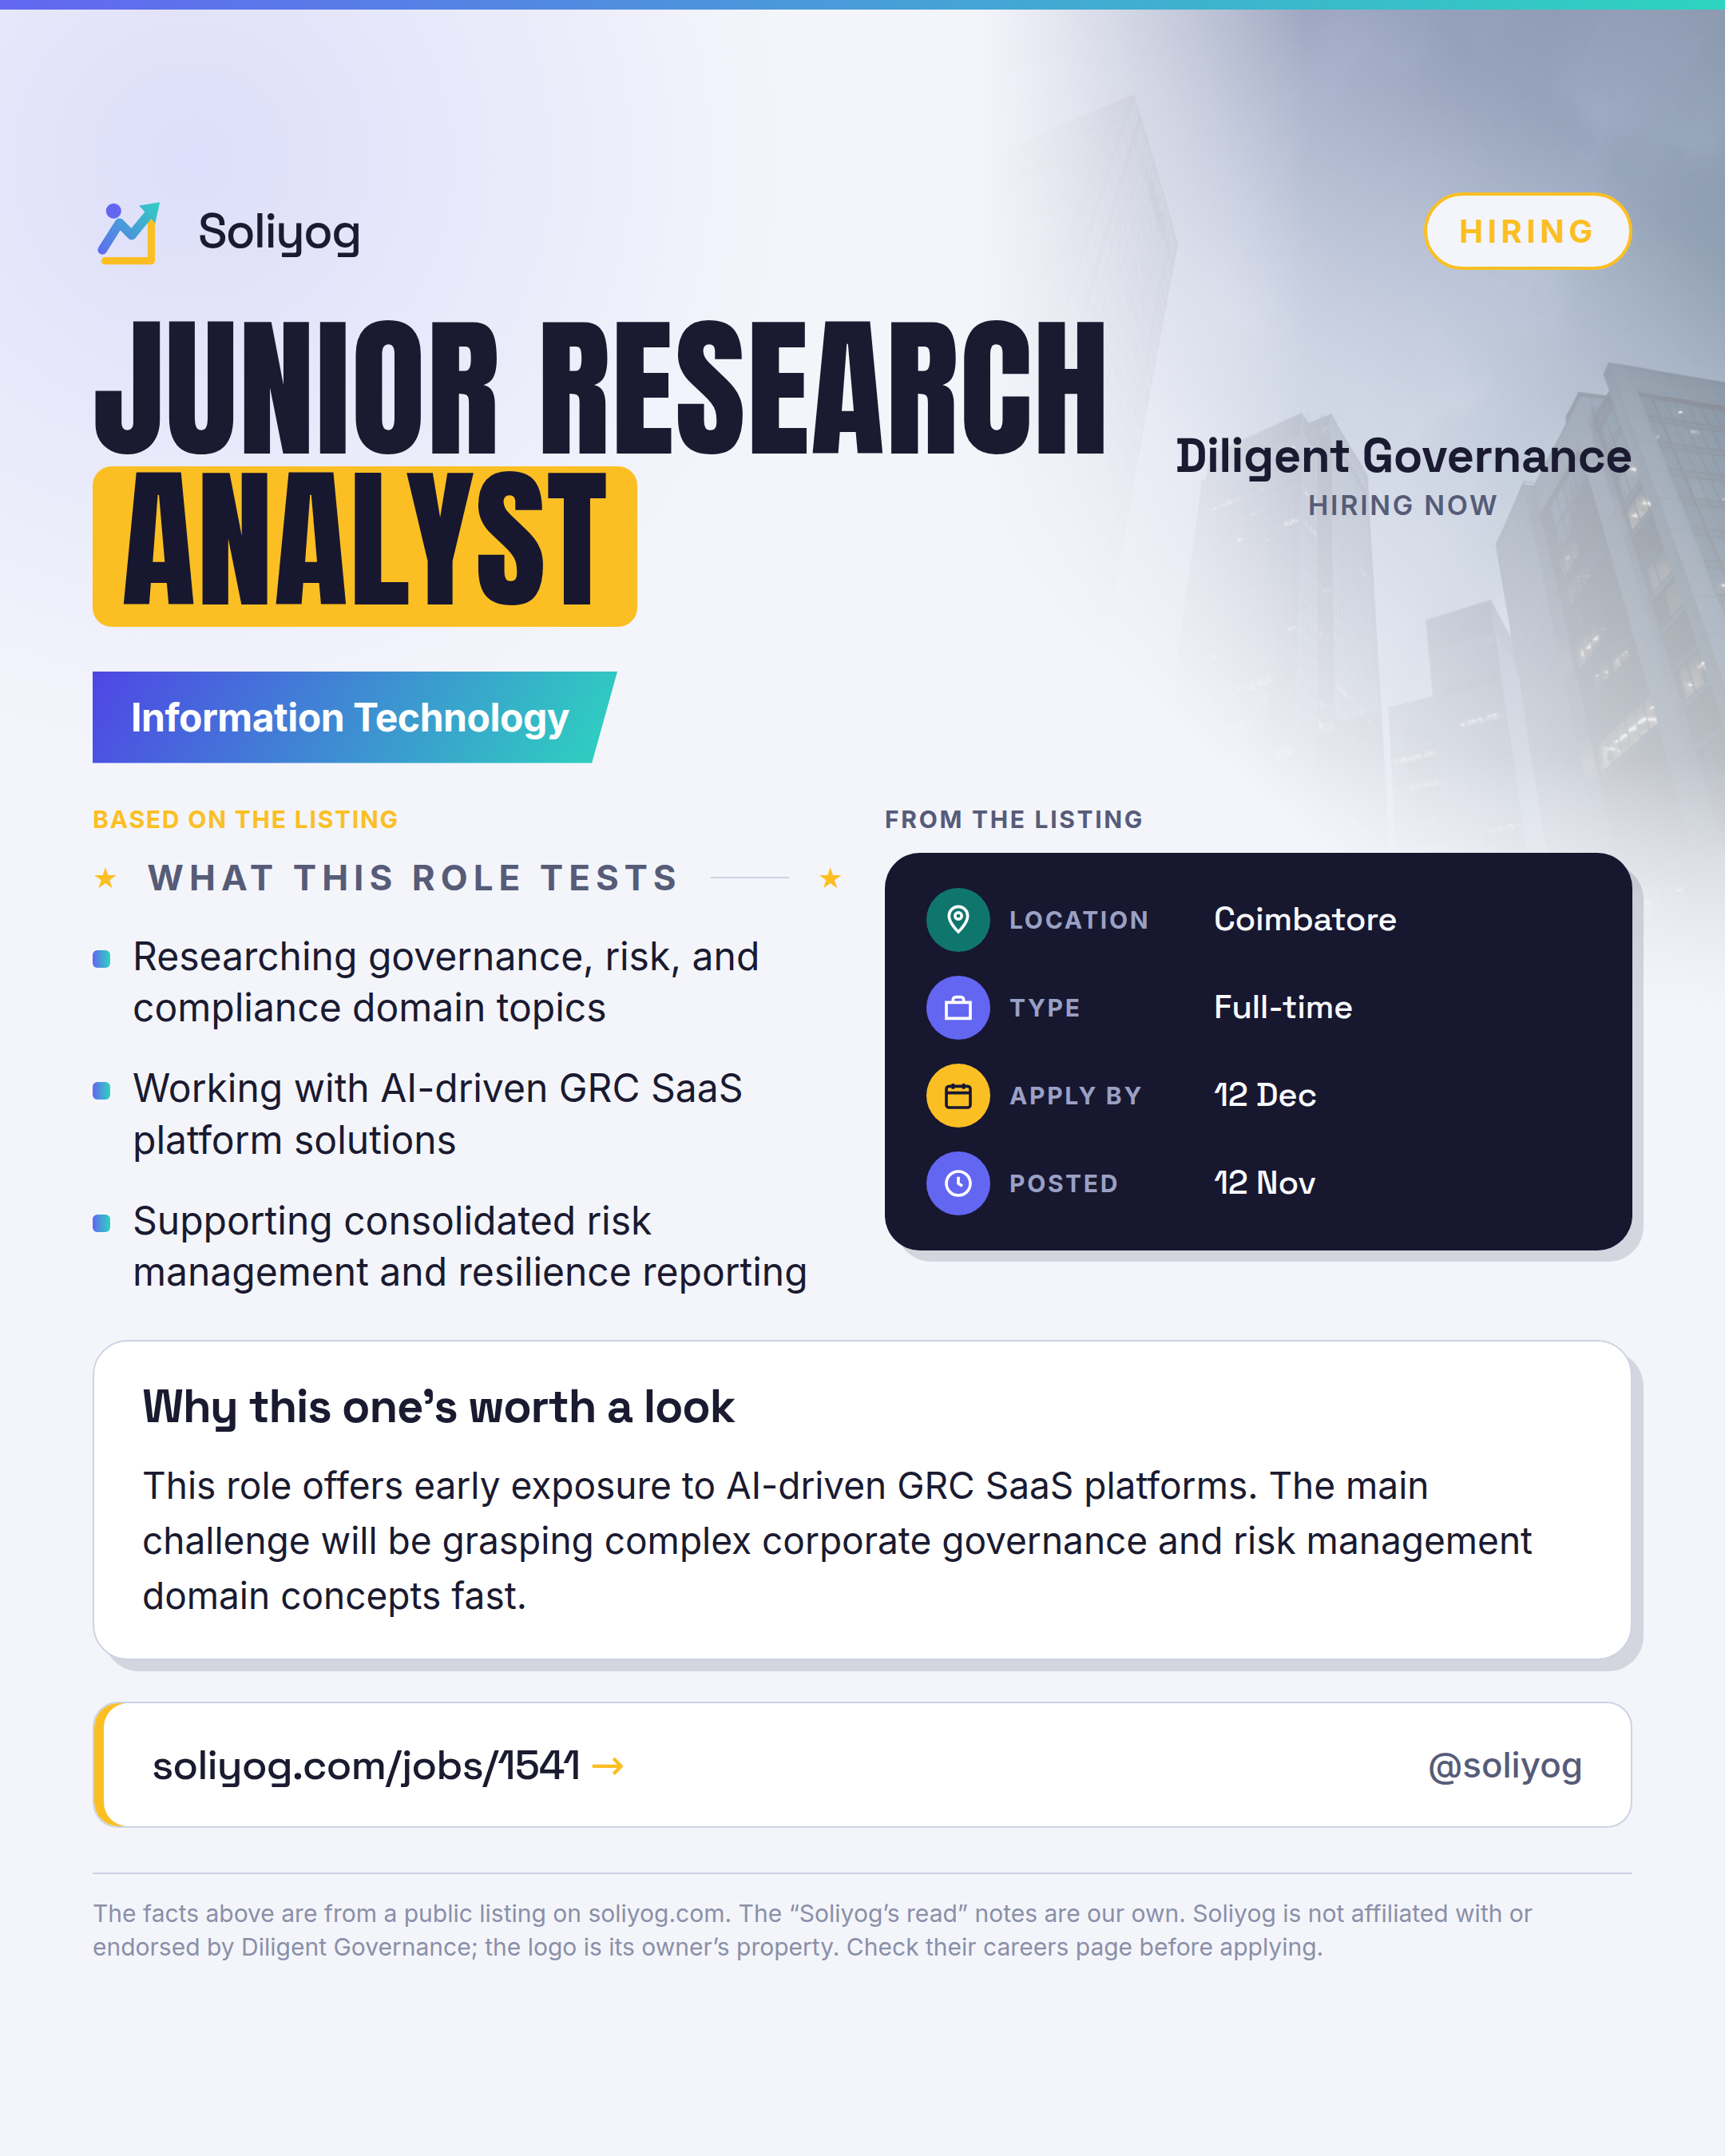 Soliyog
HIRING
JUNIOR RESEARCH
ANALYST
Diligent Governance
HIRING NOW
Information Technology
BASED ON THE LISTING
★ WHAT THIS ROLE TESTS ★
Researching governance, risk, and
compliance domain topics
Working with AI-driven GRC SaaS
platform solutions
Supporting consolidated risk
management and resilience reporting
FROM THE LISTING
LOCATION Coimbatore
TYPE Full-time
APPLY BY 12 Dec
POSTED 12 Nov
Why this one’s worth a look
This role offers early exposure to AI-driven GRC SaaS platforms. The main
challenge will be grasping complex corporate governance and risk management
domain concepts fast.
soliyog.com/jobs/1541 →
@soliyog
The facts above are from a public listing on soliyog.com. The “Soliyog’s read” notes are our own. Soliyog is not affiliated with or
endorsed by Diligent Governance; the logo is its owner’s property. Check their careers page before applying.